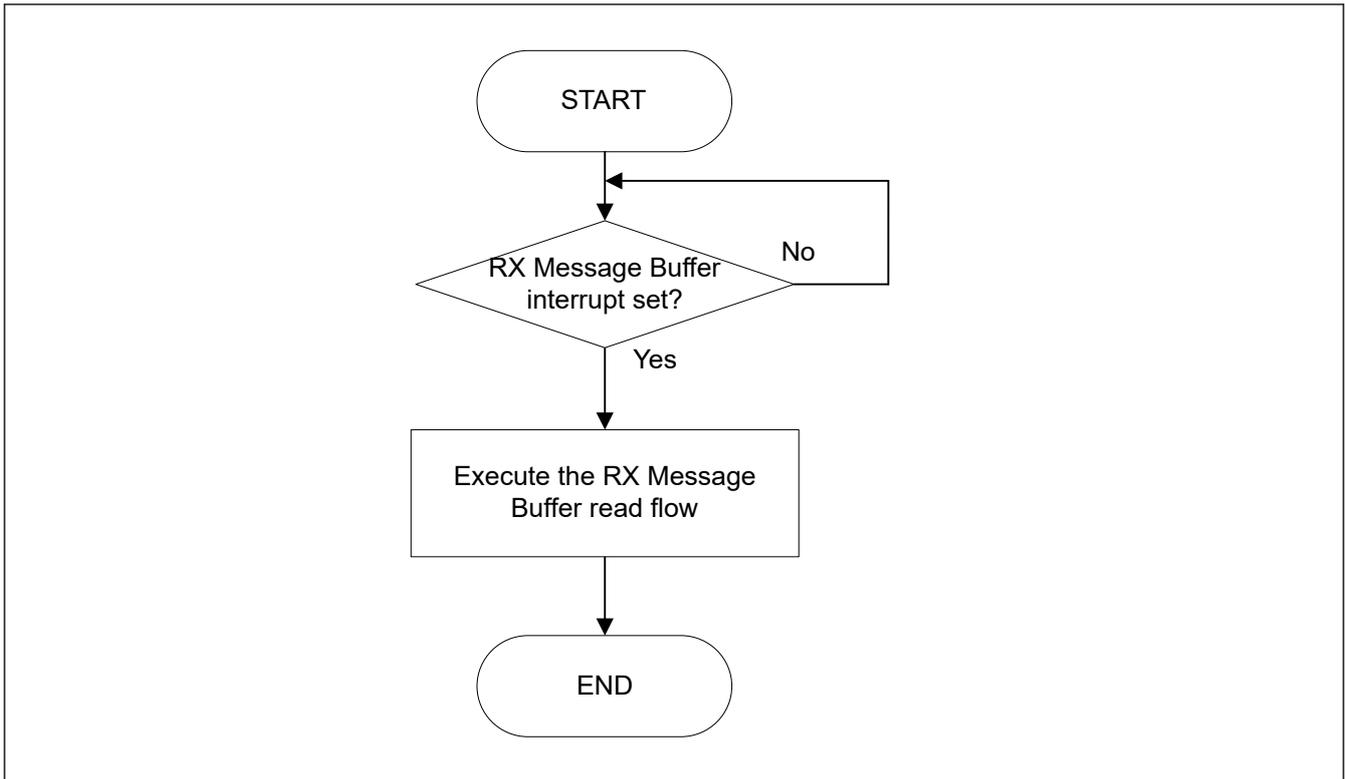 START
No
RX Message Buffer
interrupt set?
Yes
Execute the RX Message
Buffer read flow
END